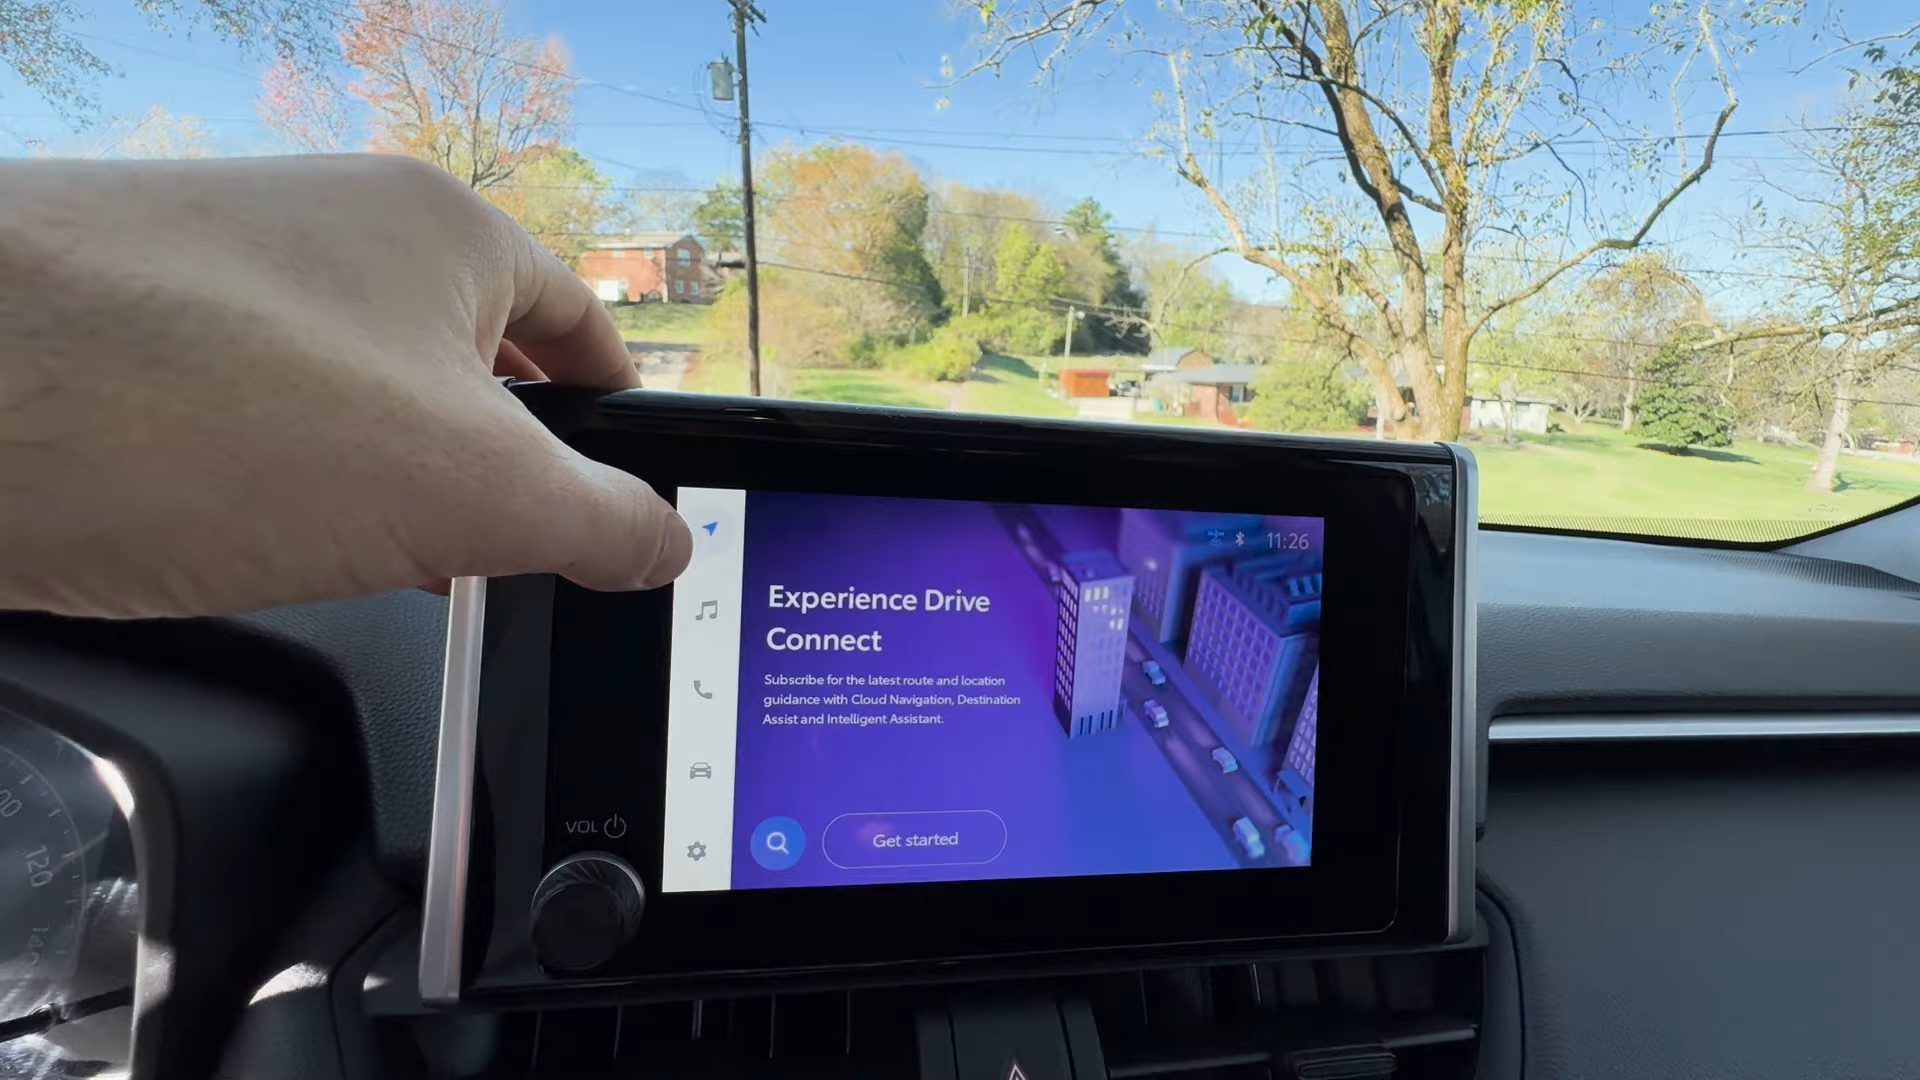 11:26
Experience Drive
Connect
Subscribe for the latest route and location
guidance with Cloud Navigation, Destination
Assist and Intelligent Assistant.
VOL
Get started
120